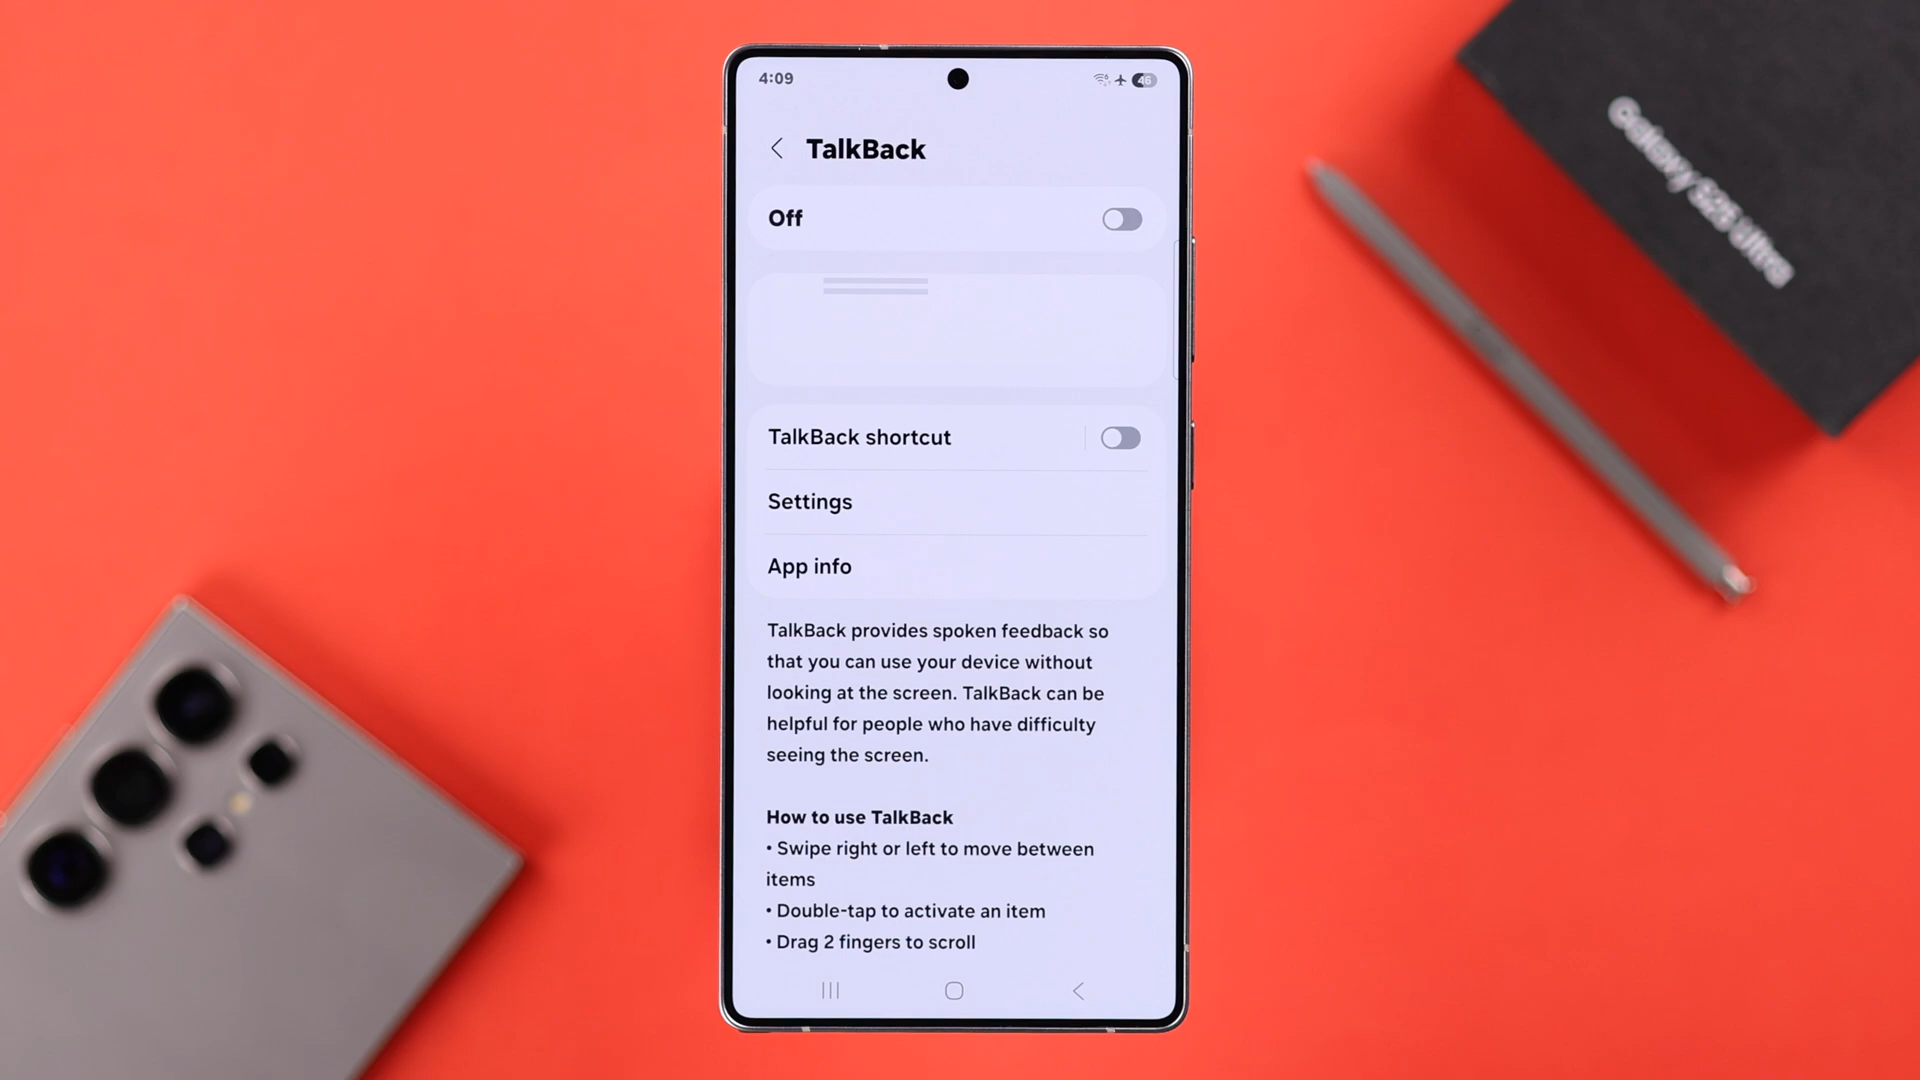 4:09
46
TalkBack
Off
TalkBack shortcut
Settings
App info
TalkBack provides spoken feedback so
that you can use your device without
looking at the screen. TalkBack can be
helpful for people who have difficulty
seeing the screen.
How to use TalkBack
• Swipe right or left to move between
items
• Double-tap to activate an item
• Drag 2 fingers to scroll
Galaxy S25 Ultra